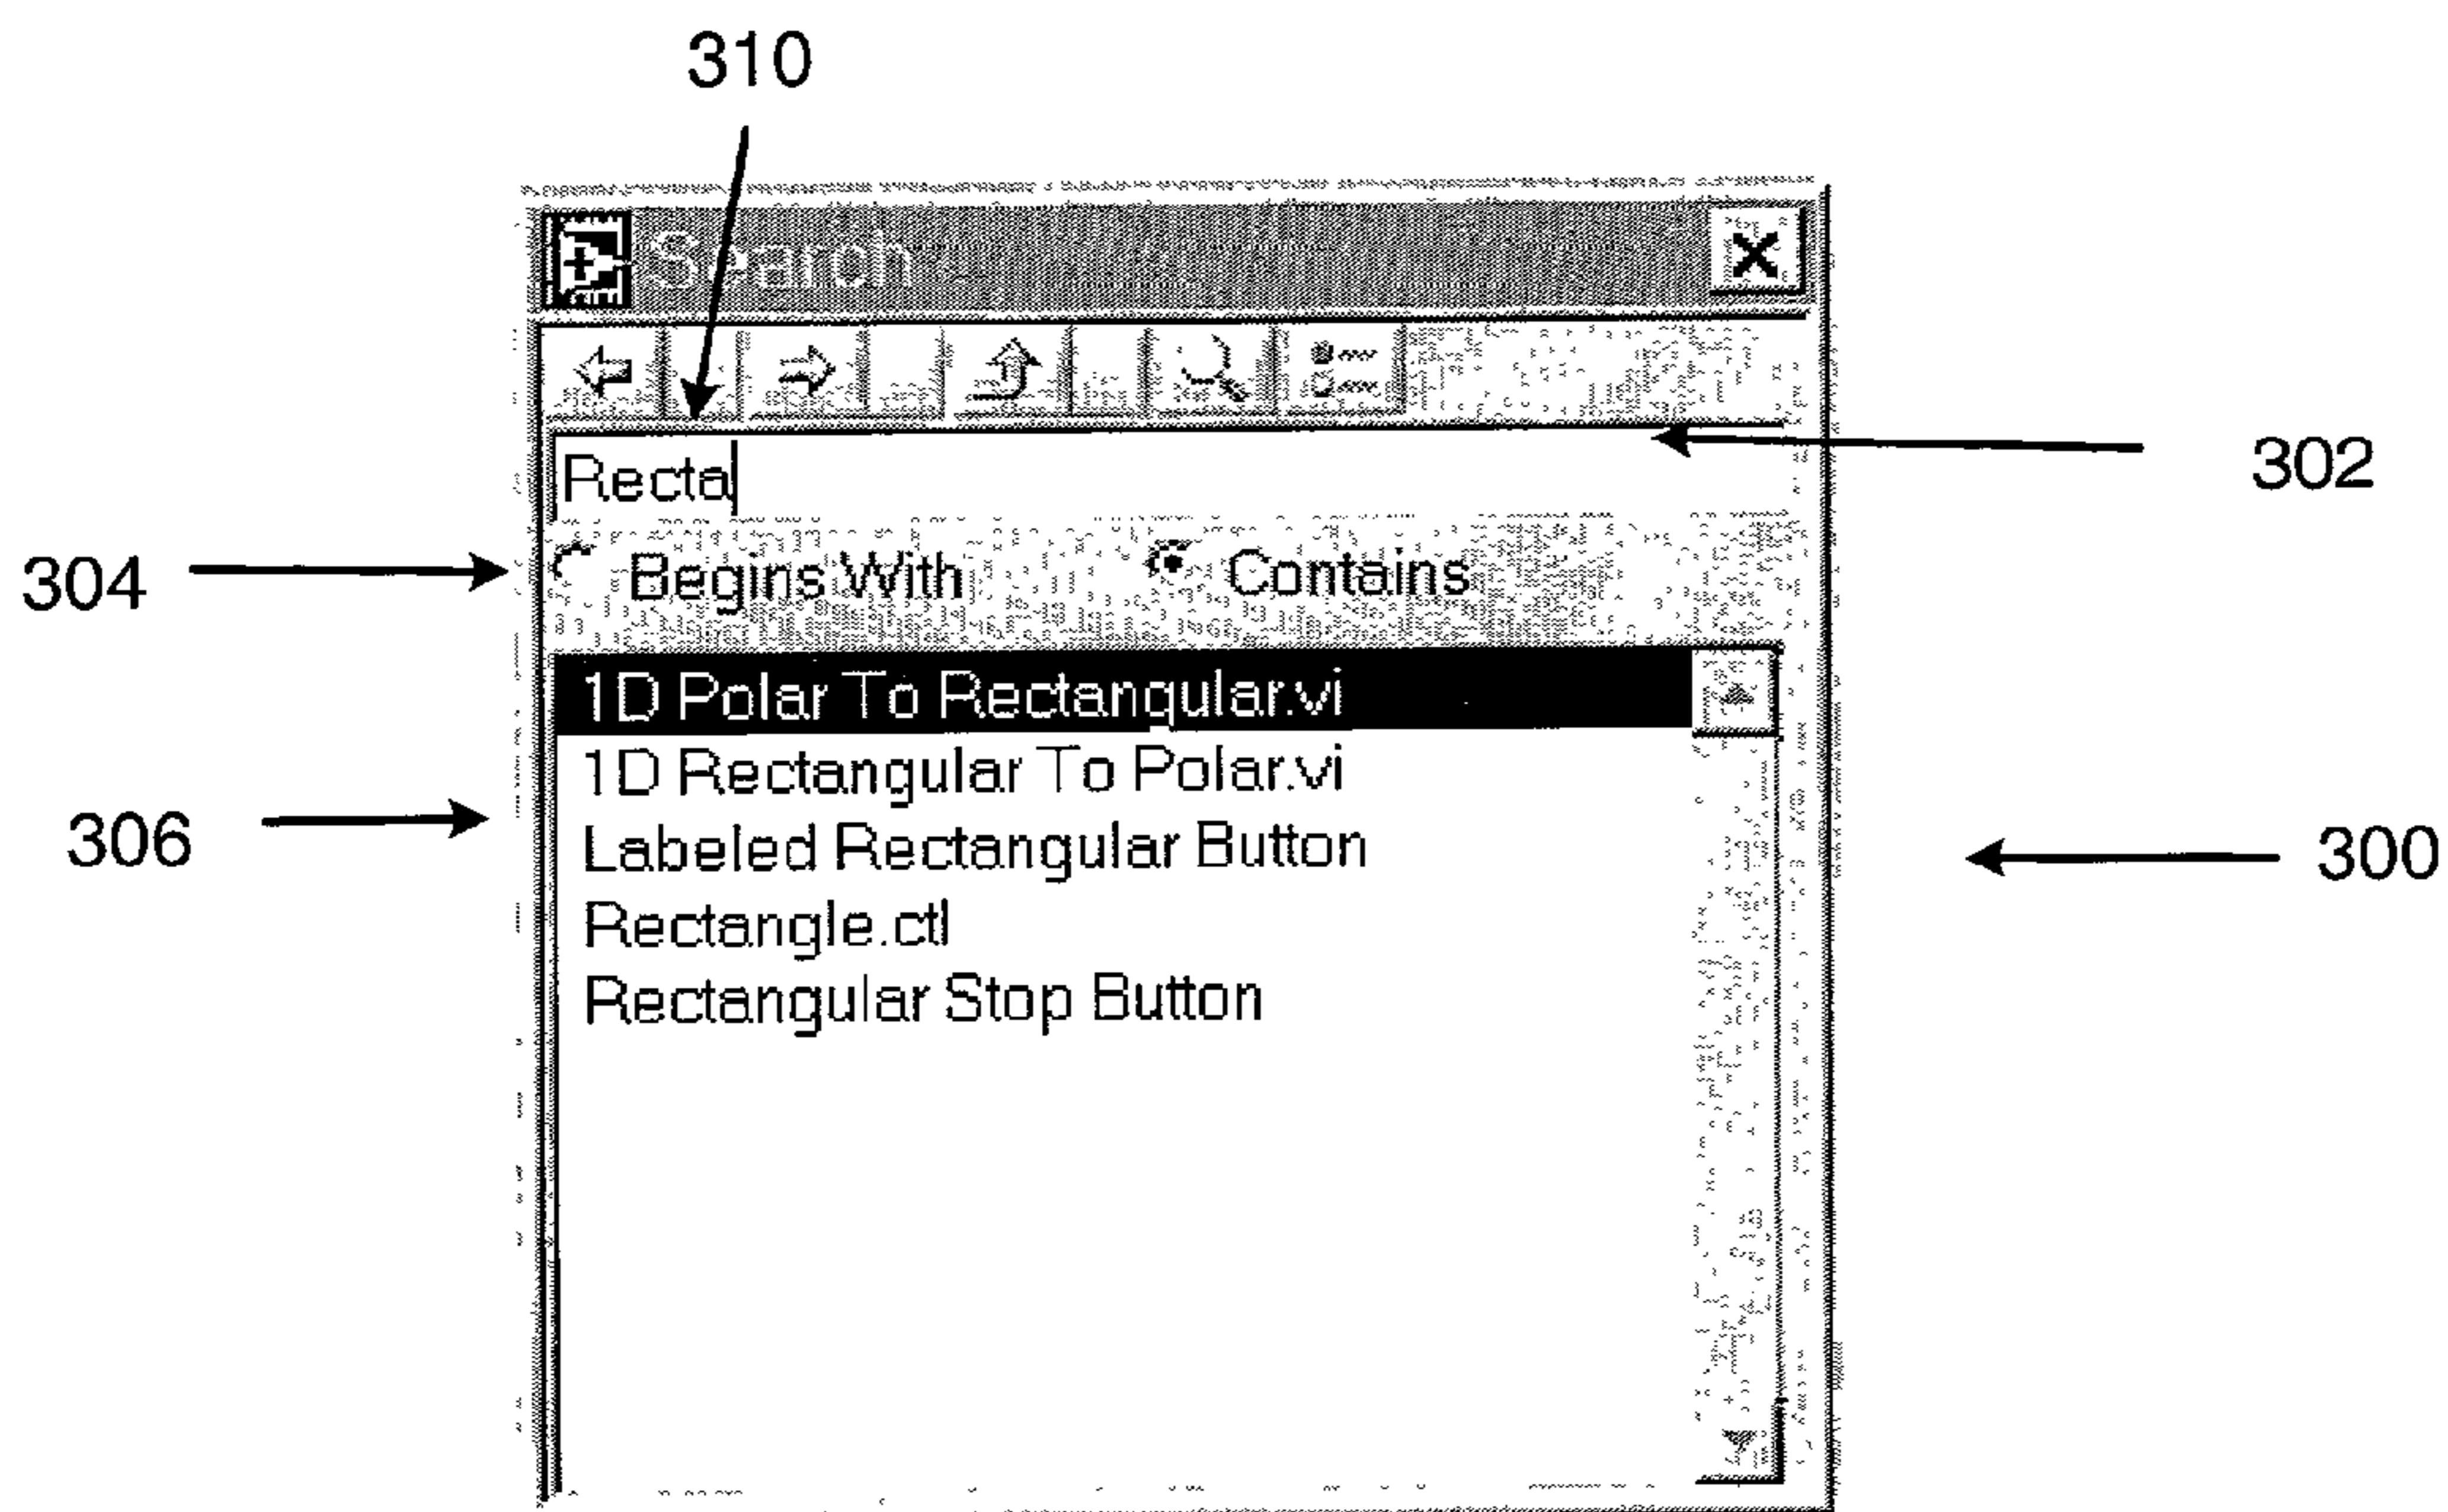 310
Search
302
Recta
304
Begins With Contains
1D Polar To Rectangular.vi
1D Rectangular To Polar.vi
306
Labeled Rectangular Button
300
Rectangle.ctl
Rectangular Stop Button